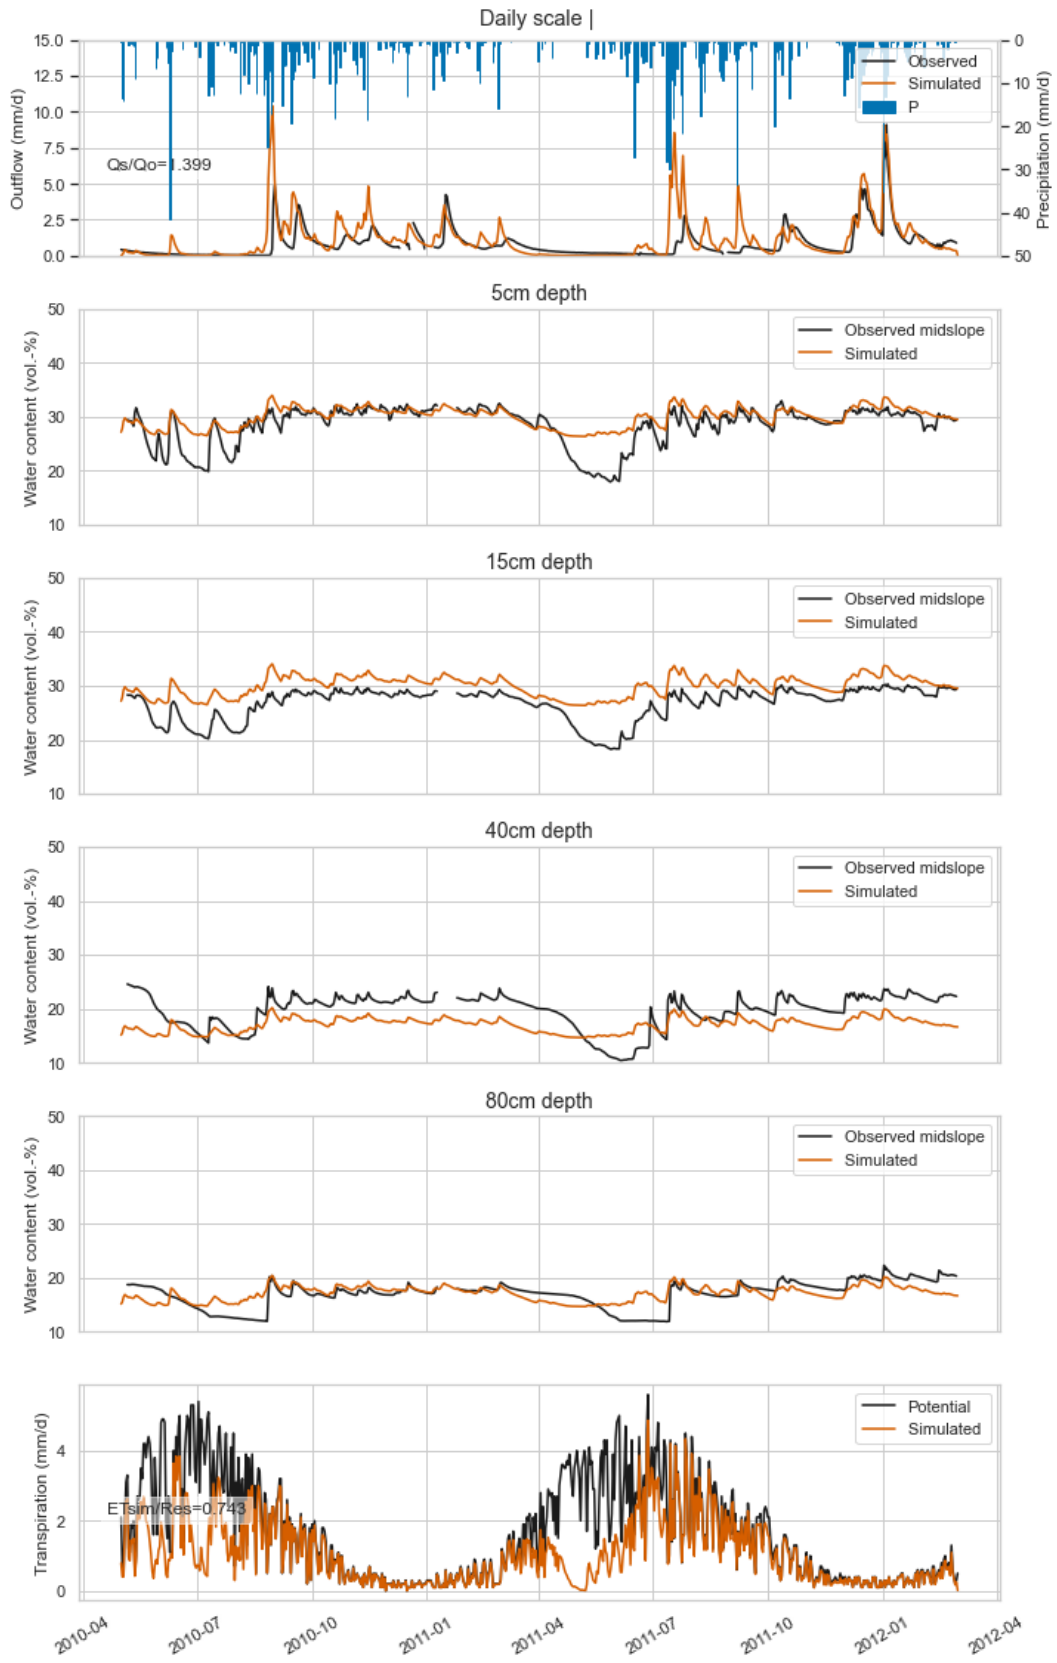 Daily scale |
15.0
12.5
10.0
7.5
5.0
2.5
0.0
Outflow (mm/d)
Qs/Qo=1.399
Observed
Simulated
P
0
10
20
30
40
50
Precipitation (mm/d)
5cm depth
50
40
30
20
10
Water content (vol.-%)
Observed midslope
Simulated
15cm depth
50
40
30
20
10
Water content (vol.-%)
Observed midslope
Simulated
40cm depth
50
40
30
20
10
Water content (vol.-%)
Observed midslope
Simulated
80cm depth
50
40
30
20
10
Water content (vol.-%)
Observed midslope
Simulated
4
2
0
Transpiration (mm/d)
ETsim/Res=0.743
Potential
Simulated
2010-04
2010-07
2010-10
2011-01
2011-04
2011-07
2011-10
2012-01
2012-04